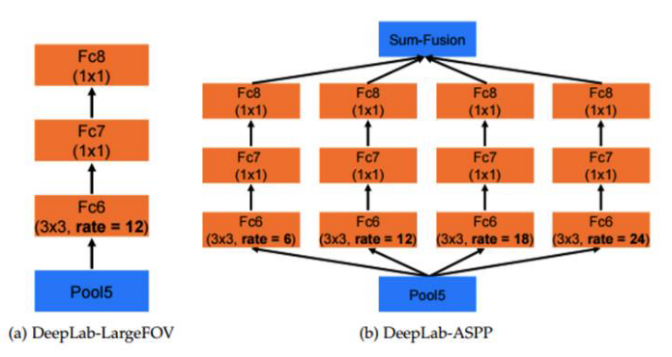 Fc8
(1x1)
Fc7
(1x1)
Fc6
(3x3, rate = 12)
Pool5
(a) DeepLab-LargeFOV
Sum-Fusion
Fc8 Fc8 Fc8 Fc8
(1x1) (1x1) (1x1) (1x1)
Fc7 Fc7 Fc7 Fc7
(1x1) (1x1) (1x1) (1x1)
Fc6 Fc6 Fc6 Fc6
(3x3, rate = 6) (3x3, rate = 12) (3x3, rate = 18) (3x3, rate = 24)
Pool5
(b) DeepLab-ASPP